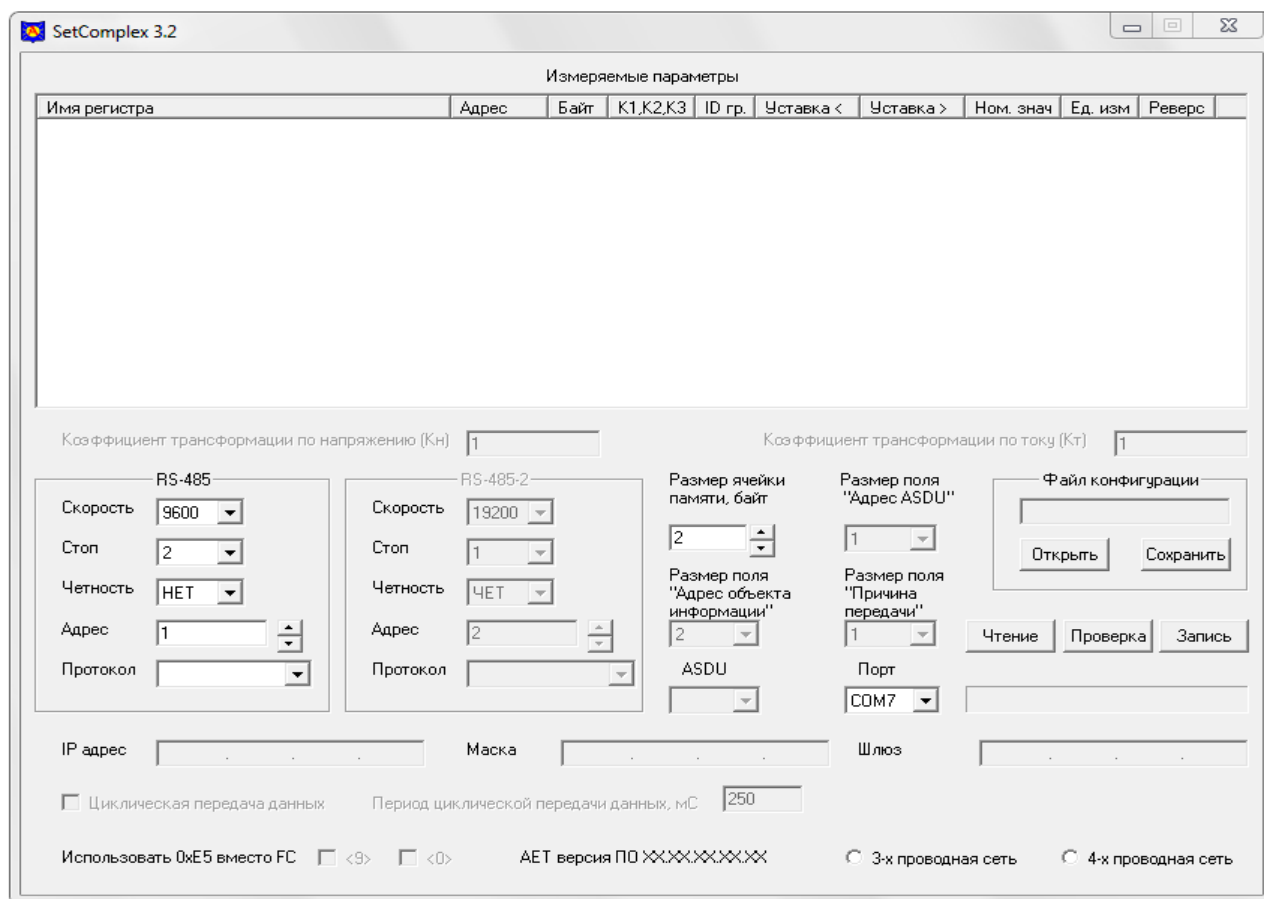 SetComplex 3.2
Измеряемые параметры
Имя регистра Адрес Байт К1,К2,К3 ID гр. Уставка < Уставка > Ном. знач Ед. изм Реверс
Коэффициент трансформации по напряжению (Кн) 1 Коэффициент трансформации по току (Кт) 1
RS-485
Скорость 9600
Стоп 2
Четность НЕТ
Адрес 1
Протокол
RS-485-2
Скорость 19200
Стоп 1
Четность ЧЕТ
Адрес 2
Протокол
Размер ячейки
памяти, байт
2
Размер поля
"Адрес ASDU"
1
Размер поля
"Адрес объекта
информации"
2
Размер поля
"Причина
передачи"
1
ASDU
Порт
COM7
Файл конфигурации
Открыть Сохранить
Чтение Проверка Запись
IP адрес . . . Маска . . . Шлюз . . .
Циклическая передача данных Период циклической передачи данных, мС 250
Использовать 0xE5 вместо FC <9> <0> АЕТ версия ПО XX.XX.XX.XX.XX 3-х проводная сеть 4-х проводная сеть